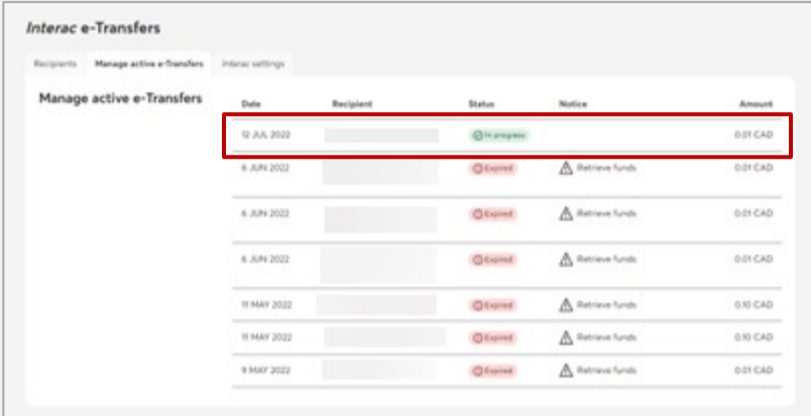 Interac e-Transfers
Recipients Manage active e-Transfers Interac settings
Manage active e-Transfers
Date Recipient Status Notice Amount
12 JUL 2022 In progress 0.01 CAD
6 JUN 2022 Expired Retrieve funds 0.01 CAD
6 JUN 2022 Expired Retrieve funds 0.01 CAD
6 JUN 2022 Expired Retrieve funds 0.01 CAD
11 MAY 2022 Expired Retrieve funds 0.10 CAD
11 MAY 2022 Expired Retrieve funds 0.10 CAD
9 MAY 2022 Expired Retrieve funds 0.01 CAD